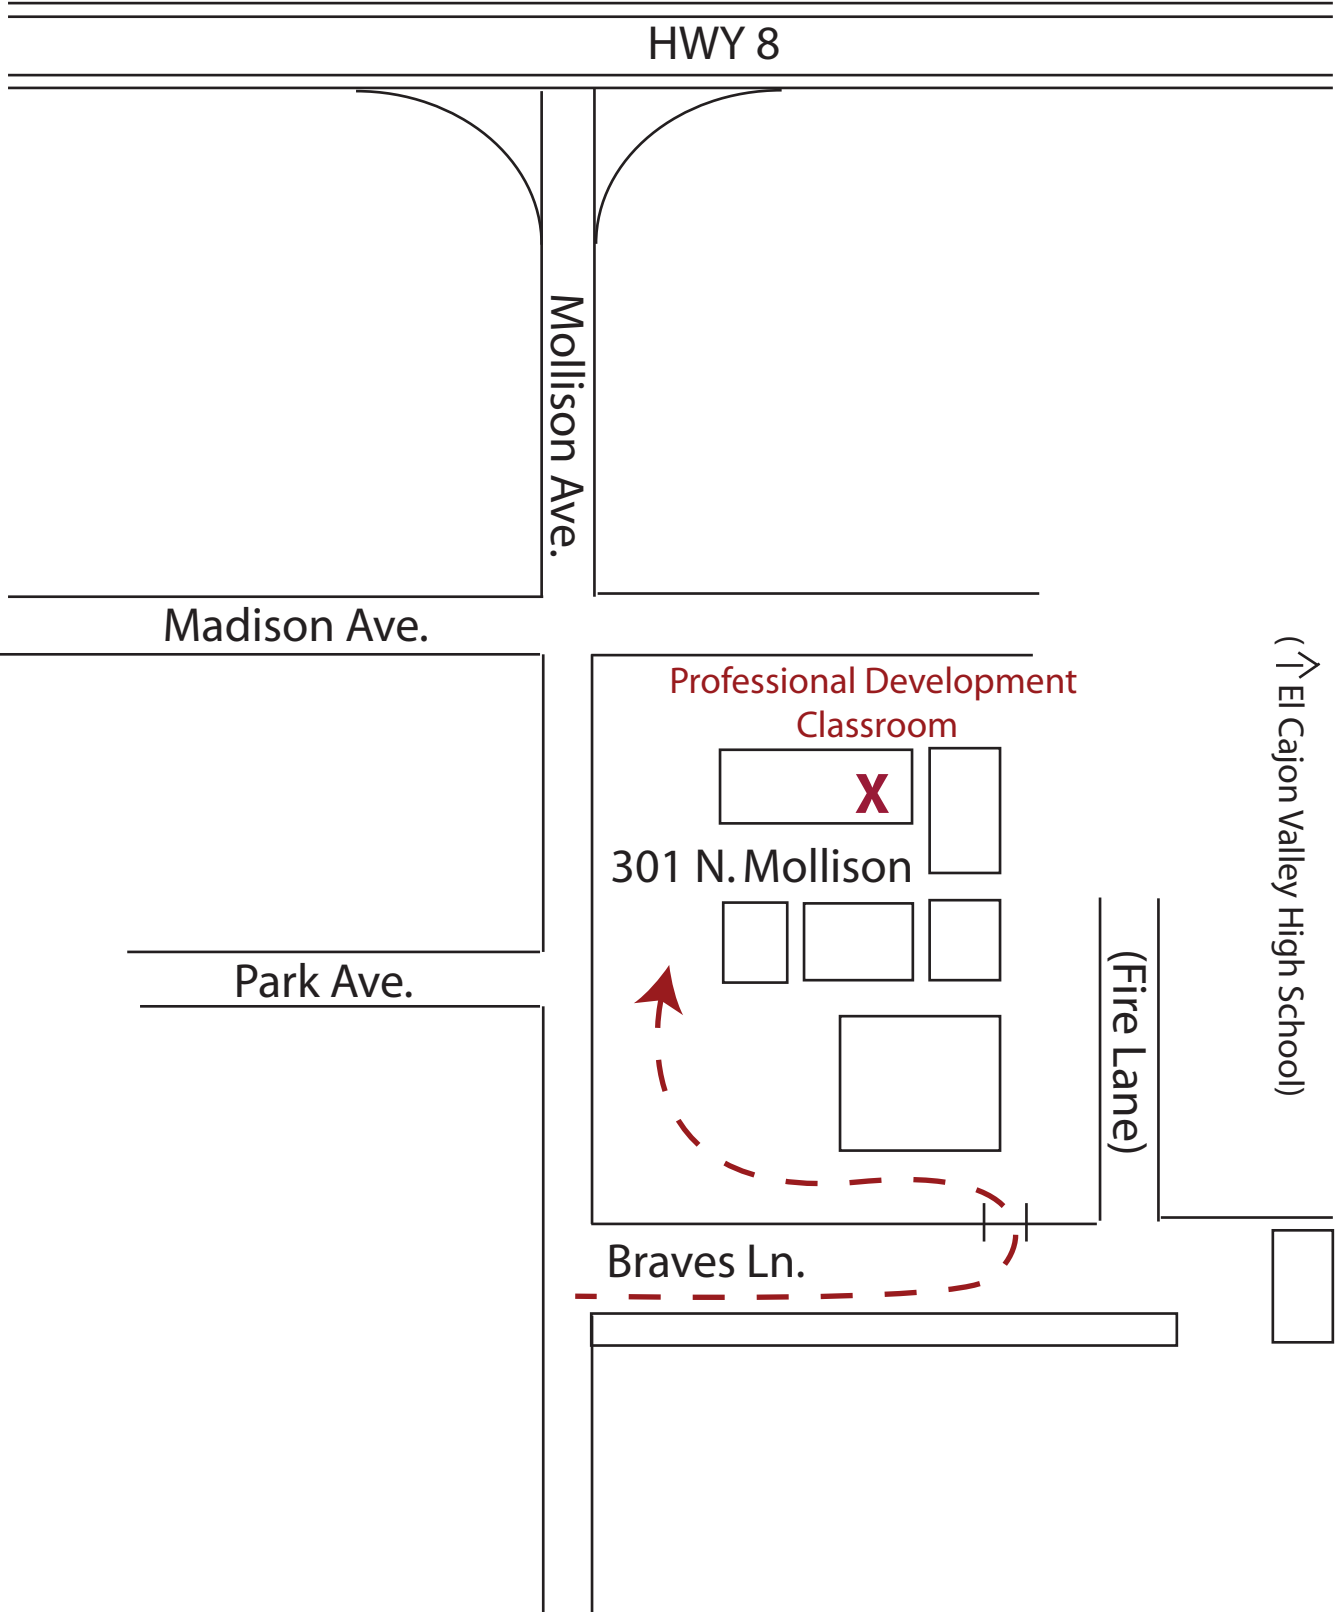 HWY 8
Mollison Ave.
Madison Ave.
Professional Development
Classroom
X
301 N. Mollison
Park Ave.
(Fire Lane)
(↑ El Cajon Valley High School)
Braves Ln.